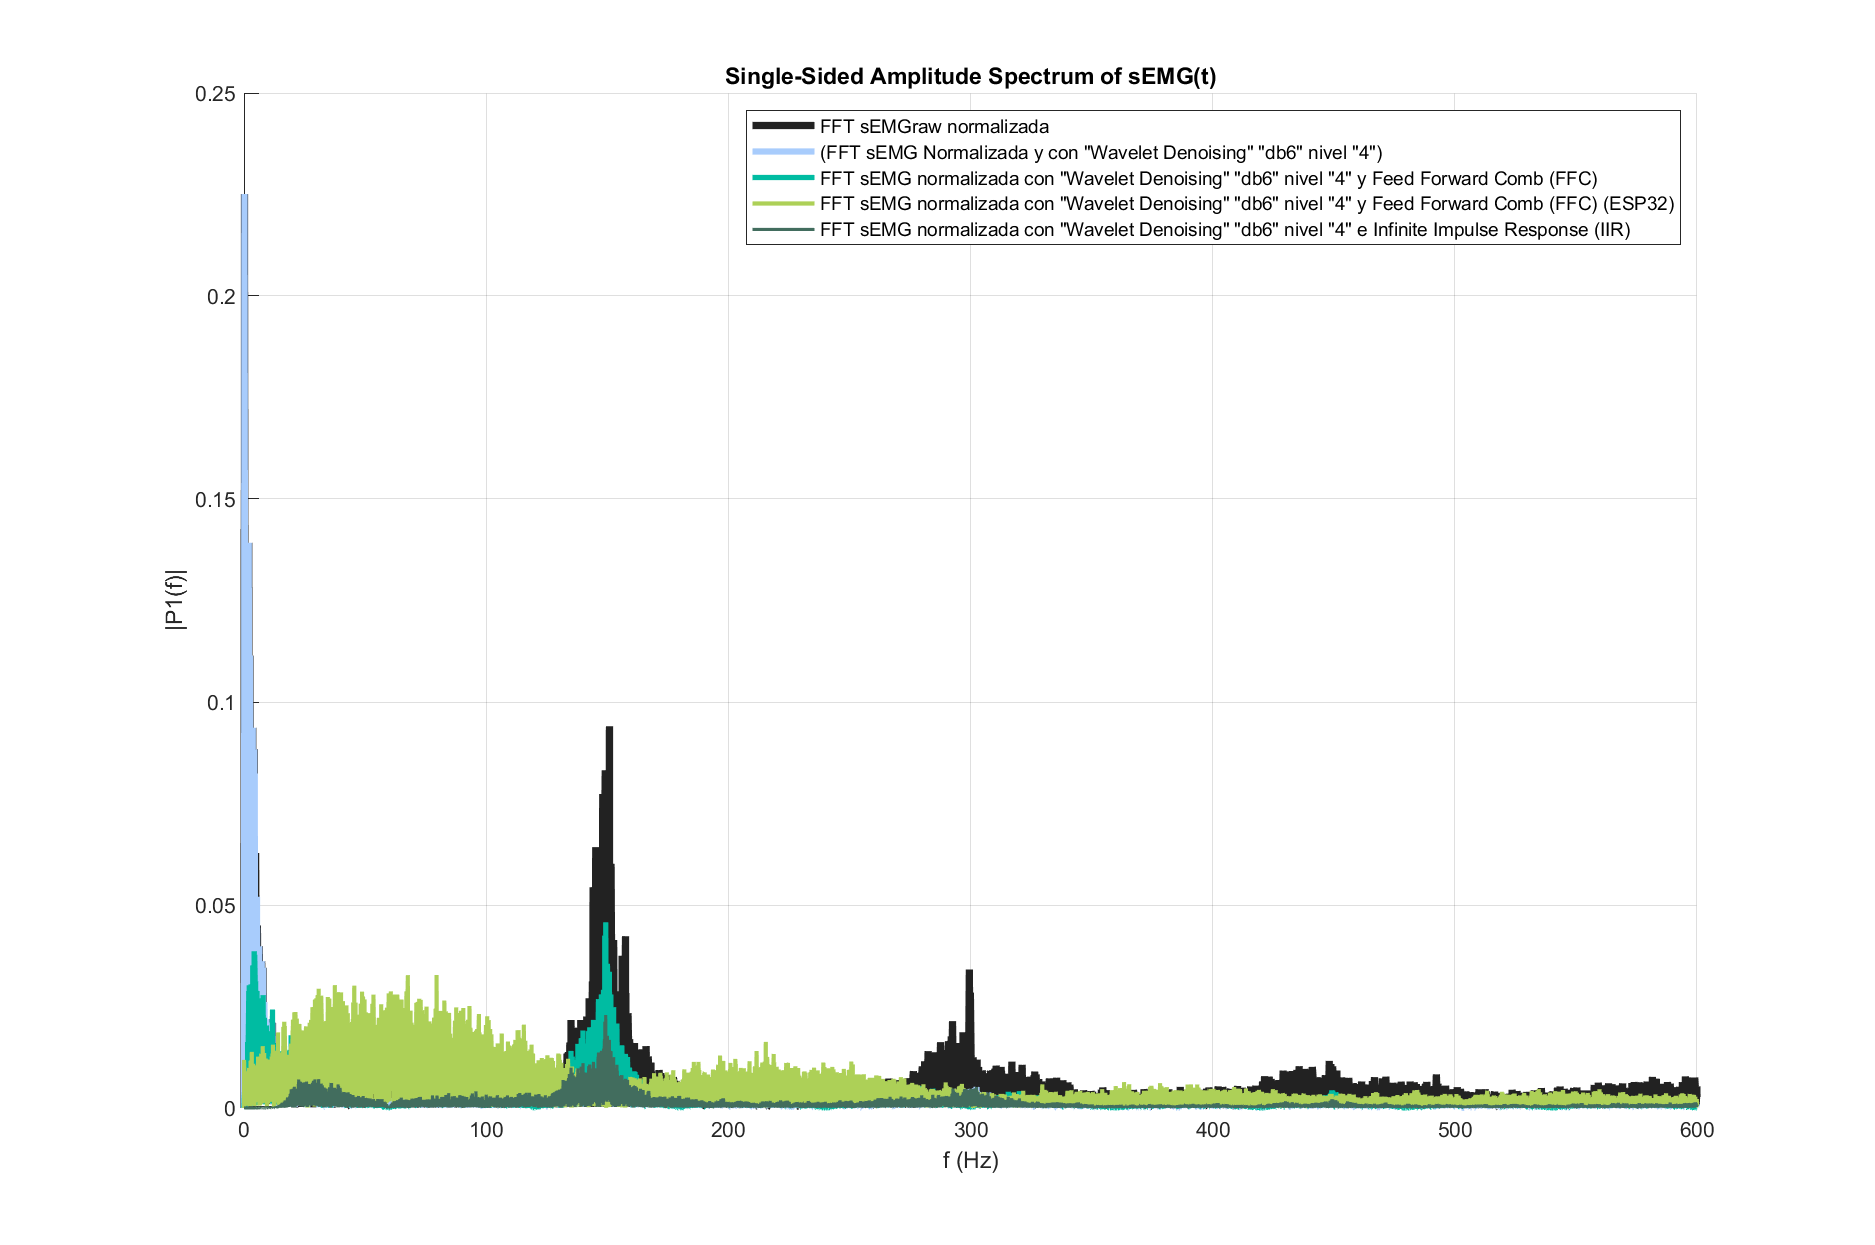 Single-Sided Amplitude Spectrum of sEMG(t)
FFT sEMGraw normalizada
(FFT sEMG Normalizada y con "Wavelet Denoising" "db6" nivel "4")
FFT sEMG normalizada con "Wavelet Denoising" "db6" nivel "4" y Feed Forward Comb (FFC)
FFT sEMG normalizada con "Wavelet Denoising" "db6" nivel "4" y Feed Forward Comb (FFC) (ESP32)
FFT sEMG normalizada con "Wavelet Denoising" "db6" nivel "4" e Infinite Impulse Response (IIR)
0.25
0.2
0.15
0.1
0.05
0
|P1(f)|
0 100 200 300 400 500 600
f (Hz)